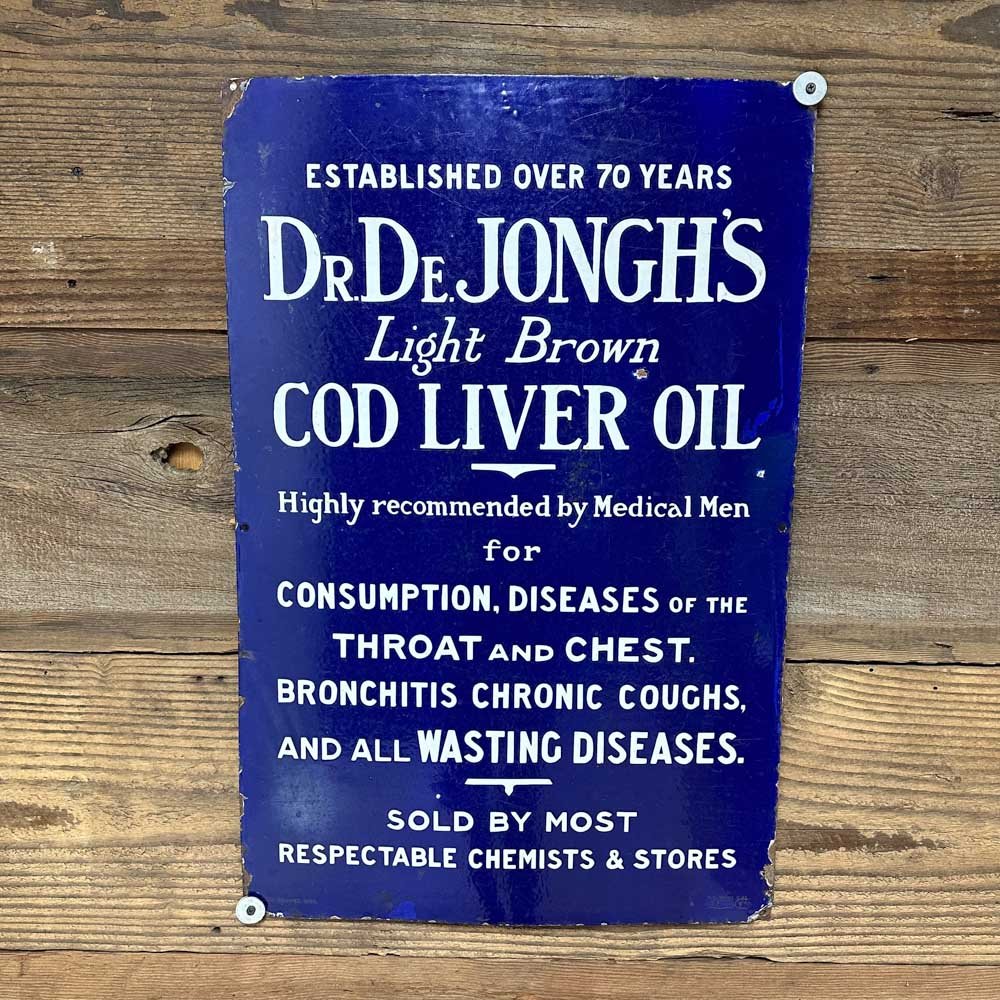 ESTABLISHED OVER 70 YEARS
DR. DE. JONGH'S
Light Brown
COD LIVER OIL
Highly recommended by Medical Men
for
CONSUMPTION, DISEASES OF THE
THROAT AND CHEST.
BRONCHITIS CHRONIC COUGHS,
AND ALL WASTING DISEASES.
SOLD BY MOST
RESPECTABLE CHEMISTS & STORES